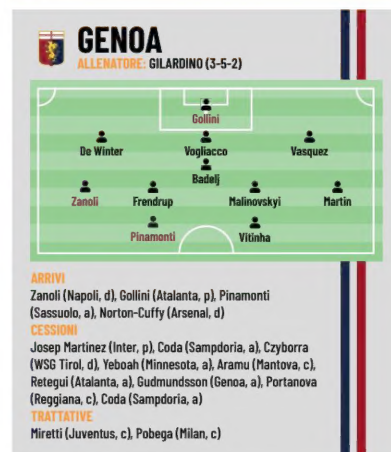 GENOA
ALLENATORE: GILARDINO (3-5-2)
Gollini
De Winter Vogliacco Vasquez
Badelj
Zanoli Frendrup Malinovskyi Martin
Pinamonti Vitinha
ARRIVI
Zanoli (Napoli, d), Gollini (Atalanta, p), Pinamonti
(Sassuolo, a), Norton-Cuffy (Arsenal, d)
CESSIONI
Josep Martinez (Inter, p), Coda (Sampdoria, a), Czyborra
(WSG Tirol, d), Yeboah (Minnesota, a), Aramu (Mantova, c),
Retegui (Atalanta, a), Gudmundsson (Genoa, a), Portanova
(Reggiana, c), Coda (Sampdoria, a)
TRATTATIVE
Miretti (Juventus, c), Pobega (Milan, c)